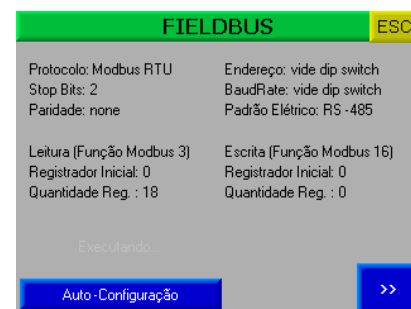 FIELDBUS
ESC
Protocolo: Modbus RTU
Stop Bits: 2
Paridade: none
Endereço: vide dip switch
BaudRate: vide dip switch
Padrão Elétrico: RS -485
Leitura (Função Modbus 3)
Registrador Inicial: 0
Quantidade Reg. : 18
Escrita (Função Modbus 16)
Registrador Inicial: 0
Quantidade Reg. : 0
Executando...
Auto-Configuração
>>